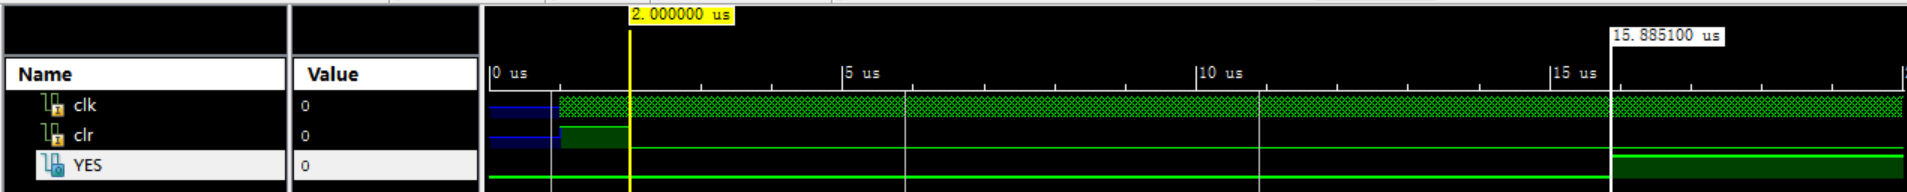 2.000000 us
15.885100 us
Name Value 0 us 5 us 10 us 15 us
clk 0
clr 0
YES 0